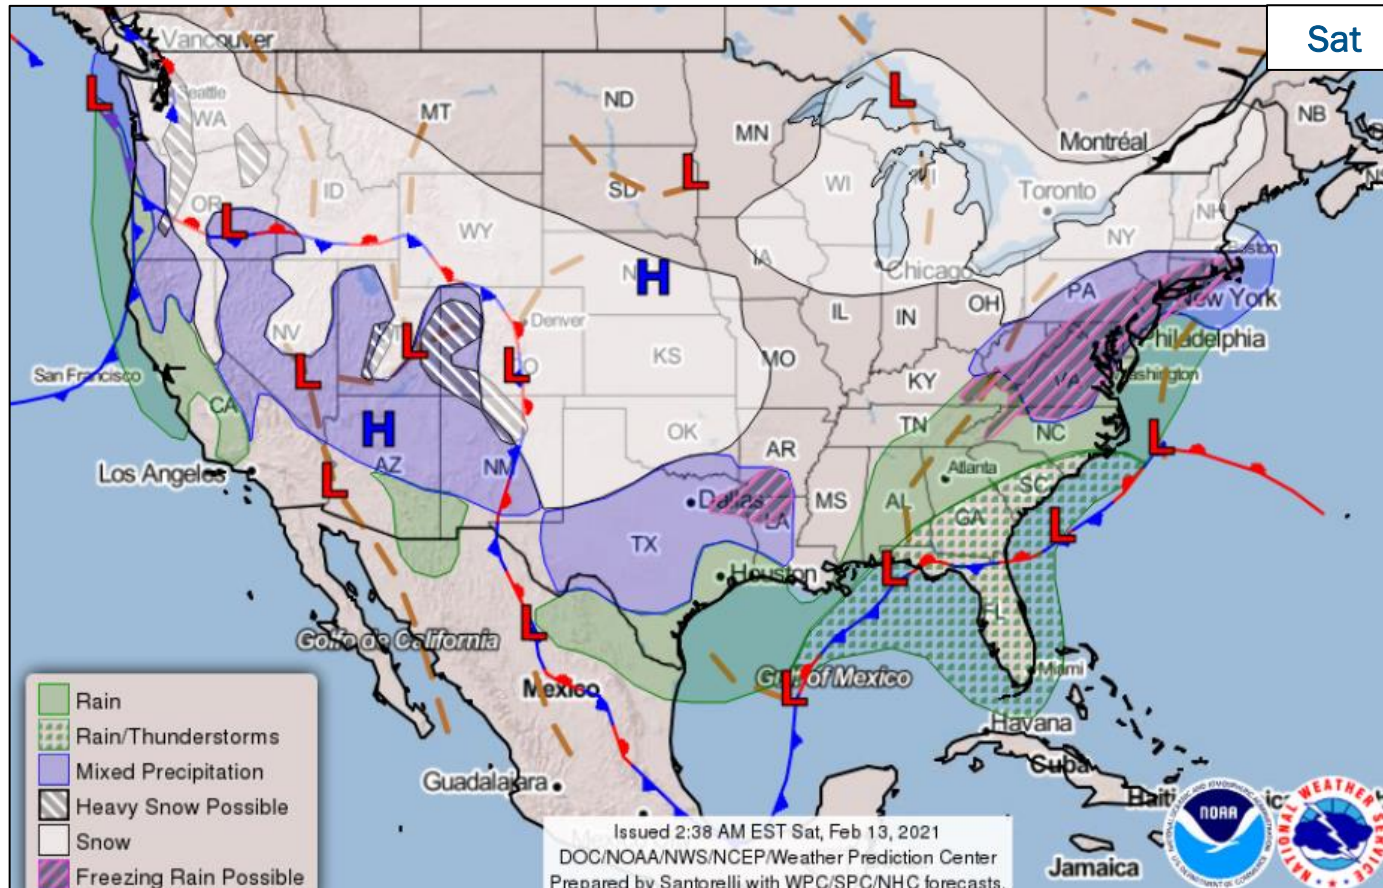 Sat
Vancouver
Seattle
WA
MT
ND
MN
Montréal
NB
L
L
OR
ID
SD
L
WI
Toronto
NH
L
WY
IA
NY
Boston
H
Chicago
PA
New York
NV
Denver
IL
IN
OH
Philadelphia
San Francisco
L
L
L
KS
MO
VA
KY
CA
H
OK
TN
NC
L
Los Angeles
L
AZ
NM
AR
Atlanta
SC
Dallas
LA
MS
AL
GA
L
TX
Houston
L
L
FL
Golfo de California
Mexico
L
Gulf of Mexico
Miami
Havana
Guadalajara
Cuba
Jamaica
Rain
Rain/Thunderstorms
Mixed Precipitation
Heavy Snow Possible
Snow
Freezing Rain Possible
Issued 2:38 AM EST Sat, Feb 13, 2021
DOC/NOAA/NWS/NCEP/Weather Prediction Center
Prepared by Santorelli with WPC/SPC/NHC forecasts.
NOAA
NATIONAL WEATHER SERVICE